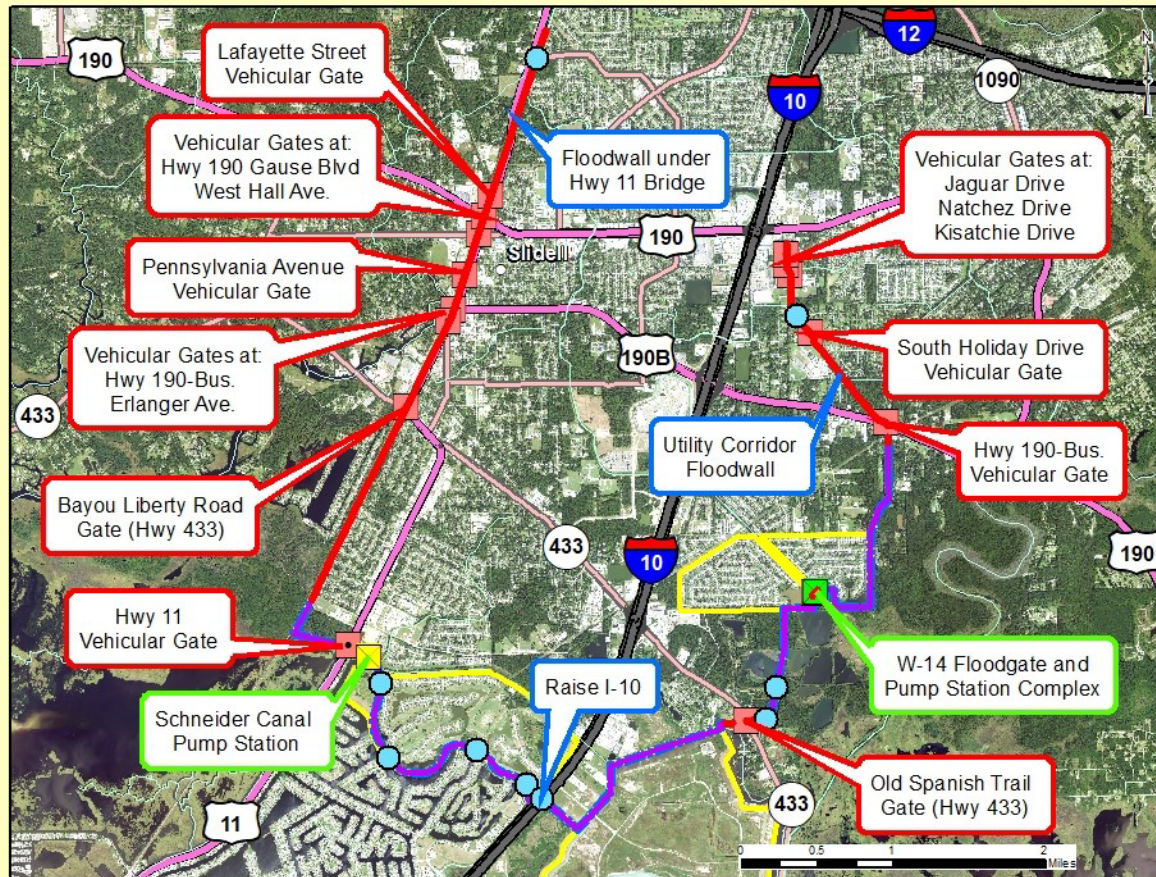 190
Lafayette Street
Vehicular Gate
12
N
10
1090
Vehicular Gates at:
Hwy 190 Gause Blvd
West Hall Ave.
Floodwall under
Hwy 11 Bridge
Vehicular Gates at:
Jaguar Drive
Natchez Drive
Kisatchie Drive
190
Slidell
Pennsylvania Avenue
Vehicular Gate
Vehicular Gates at:
Hwy 190-Bus.
Erlanger Ave.
190B
South Holiday Drive
Vehicular Gate
433
Utility Corridor
Floodwall
Hwy 190-Bus.
Vehicular Gate
Bayou Liberty Road
Gate (Hwy 433)
433
10
190
Hwy 11
Vehicular Gate
W-14 Floodgate and
Pump Station Complex
Raise I-10
Schneider Canal
Pump Station
Old Spanish Trail
Gate (Hwy 433)
433
11
0 0.5 1 2
Miles